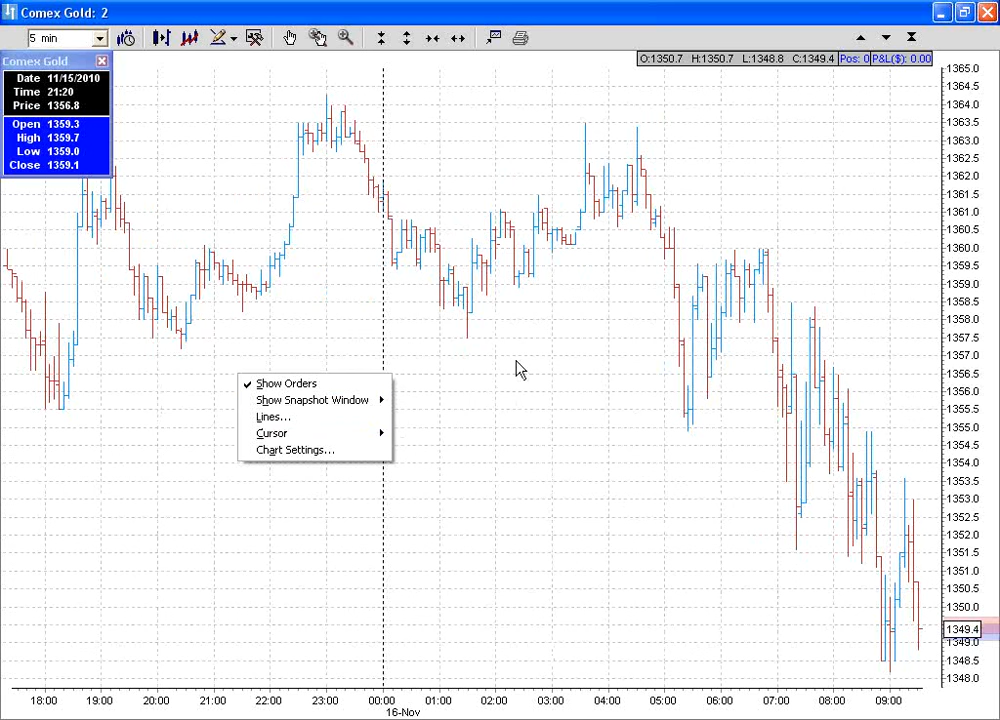 Comex Gold: 2
5 min
O:1350.7 H:1350.7 L:1348.8 C:1349.4 Pos: 0 P&L($): 0.00
Comex Gold
Date 11/15/2010
Time 21:20
Price 1356.8
Open 1359.3
High 1359.7
Low 1359.0
Close 1359.1
Show Orders
Show Snapshot Window
Lines...
Cursor
Chart Settings...
1365.0
1364.5
1364.0
1363.5
1363.0
1362.5
1362.0
1361.5
1361.0
1360.5
1360.0
1359.5
1359.0
1358.5
1358.0
1357.5
1357.0
1356.5
1356.0
1355.5
1355.0
1354.5
1354.0
1353.5
1353.0
1352.5
1352.0
1351.5
1351.0
1350.5
1350.0
1349.4
1349.0
1348.5
1348.0
18:00 19:00 20:00 21:00 22:00 23:00 00:00 01:00 02:00 03:00 04:00 05:00 06:00 07:00 08:00 09:00
16-Nov